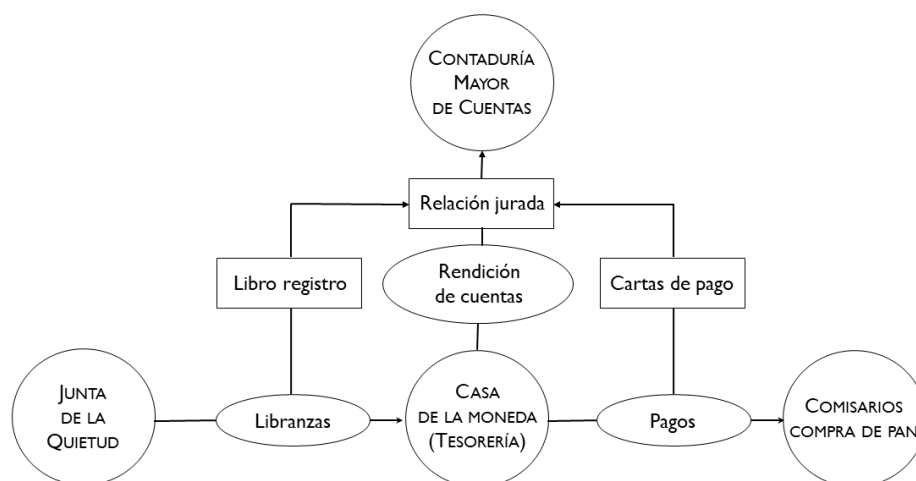 CONTADURÍA
MAYOR
DE CUENTAS
Relación jurada
Libro registro
Rendición
de cuentas
Cartas de pago
JUNTA
DE LA
QUIETUD
Libranzas
CASA
DE LA MONEDA
(TESORERÍA)
Pagos
COMISARIOS
COMPRA DE PAN